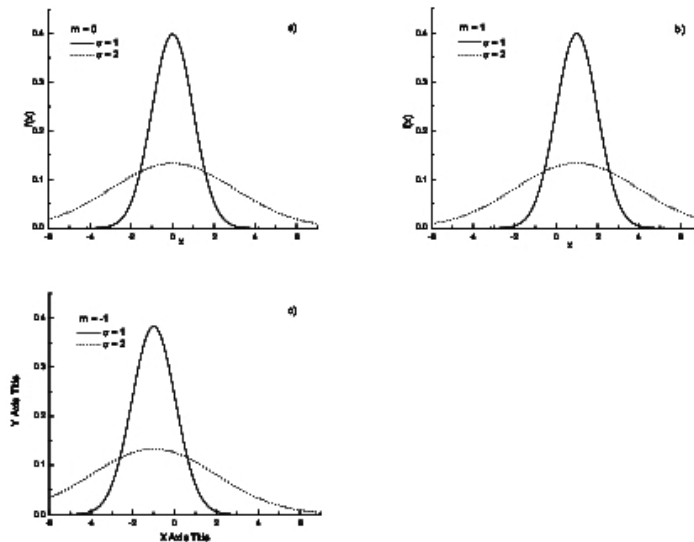 m = 0
σ = 1
σ = 2
a)
0.4
0.3
0.2
0.1
0.0
f(x)
-6 -4 -2 0 2 4 6
x
m = 1
σ = 1
σ = 2
b)
0.4
0.3
0.2
0.1
0.0
f(x)
-6 -4 -2 0 2 4 6
x
m = -1
σ = 1
σ = 2
c)
0.4
0.3
0.2
0.1
0.0
Y Axis Title
-6 -4 -2 0 2 4 6
X Axis Title